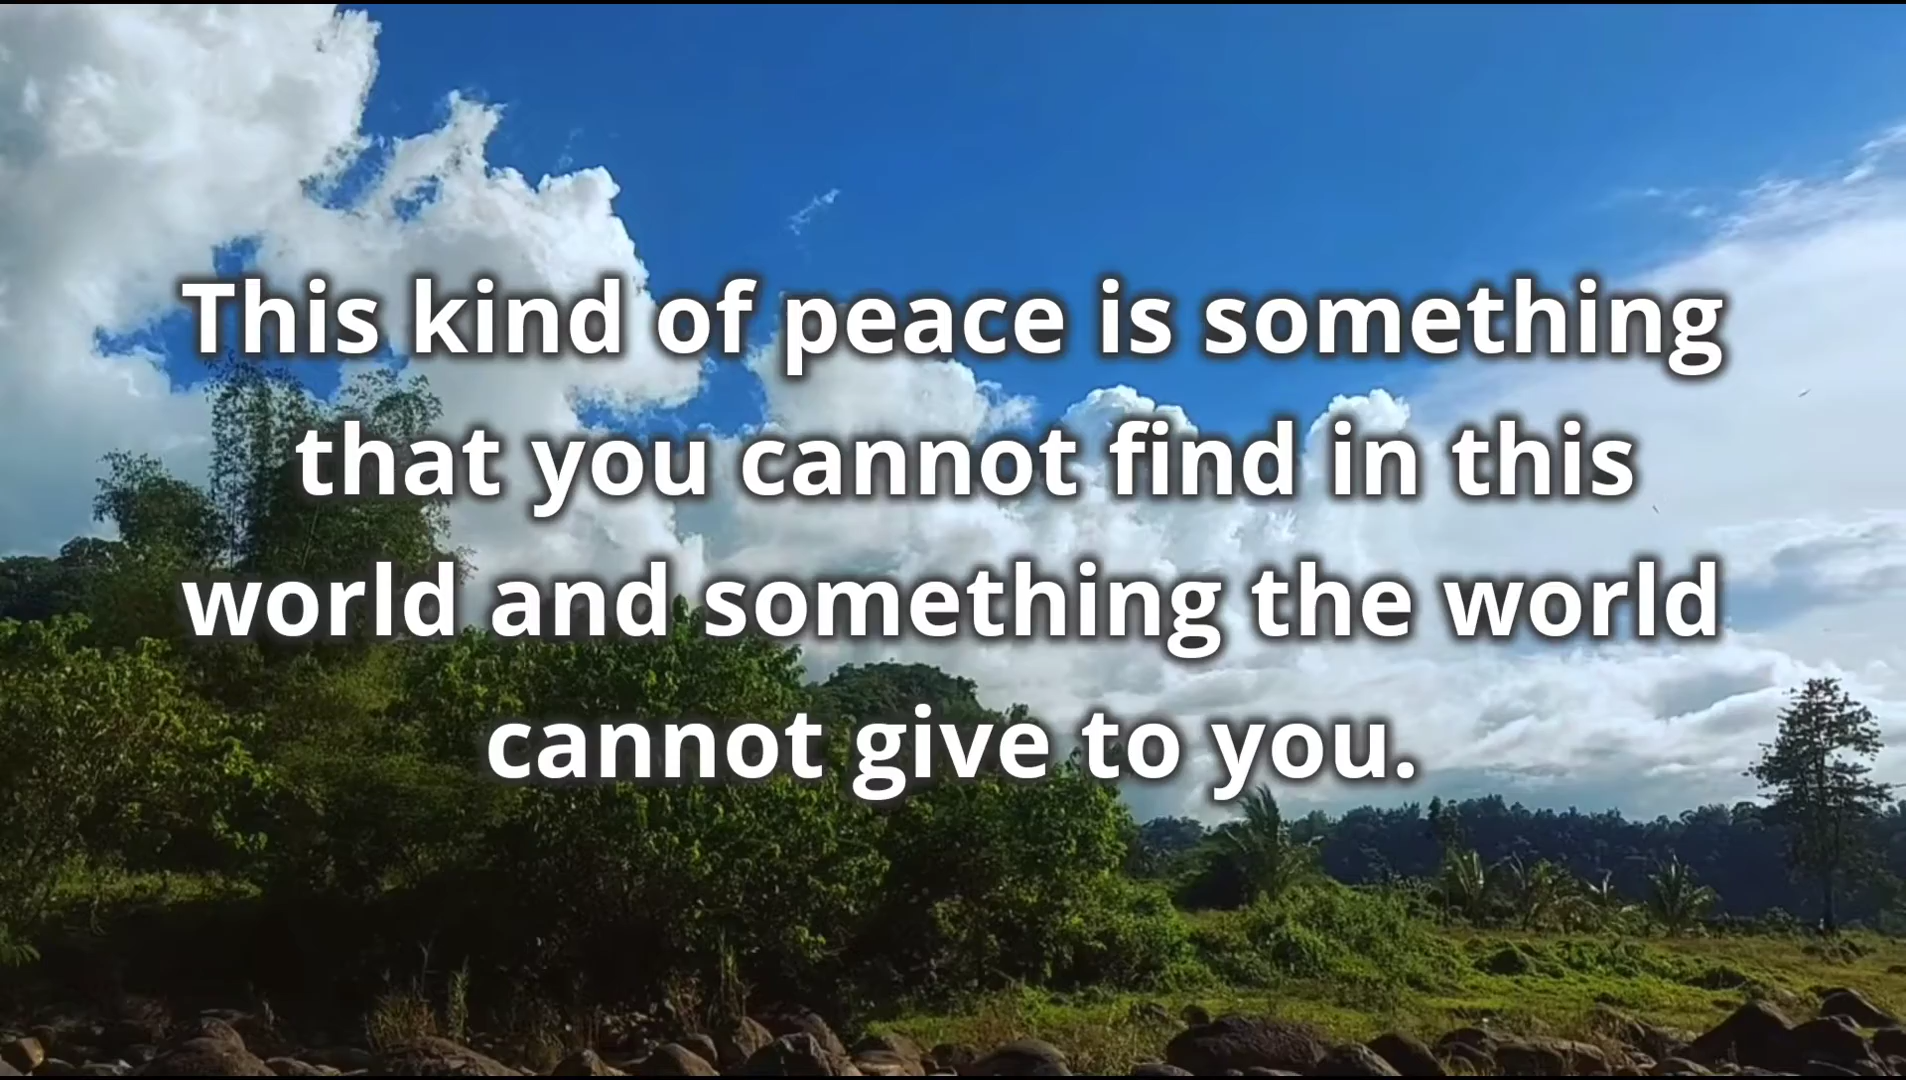 This kind of peace is something
that you cannot find in this
world and something the world
cannot give to you.